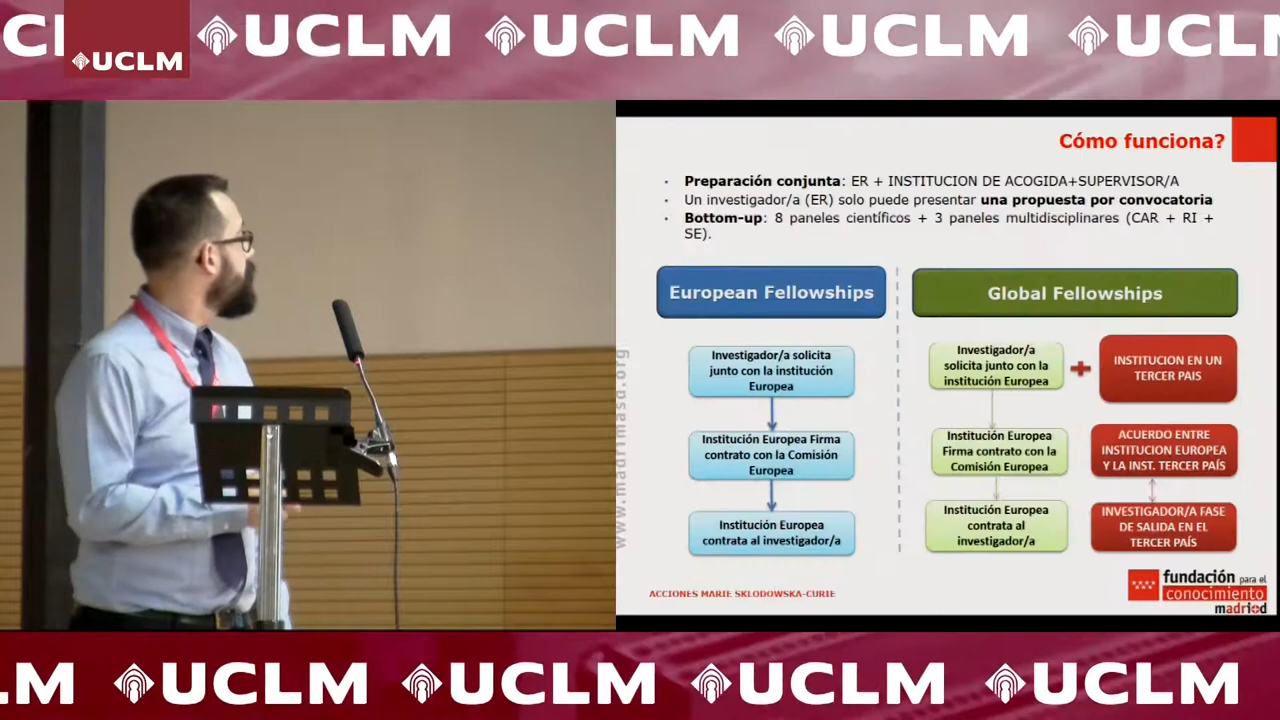 UCLM UCLM UCLM UCLM
UCLM
Cómo funciona?
· Preparación conjunta: ER + INSTITUCION DE ACOGIDA+SUPERVISOR/A
· Un investigador/a (ER) solo puede presentar una propuesta por convocatoria
· Bottom-up: 8 paneles científicos + 3 paneles multidisciplinares (CAR + RI +
SE).
European Fellowships
Investigador/a solicita
junto con la institución
Europea
Institución Europea Firma
contrato con la Comisión
Europea
Institución Europea
contrata al investigador/a
Global Fellowships
Investigador/a
solicita junto con la
institución Europea
+
INSTITUCION EN UN
TERCER PAIS
Institución Europea
Firma contrato con la
Comisión Europea
ACUERDO ENTRE
INSTITUCION EUROPEA
Y LA INST. TERCER PAÍS
Institución Europea
contrata al
investigador/a
INVESTIGADOR/A FASE
DE SALIDA EN EL
TERCER PAÍS
www.madrimasd.org
ACCIONES MARIE SKLODOWSKA-CURIE
fundación para el
conocimiento
madri+d
UCLM UCLM UCLM UCLM